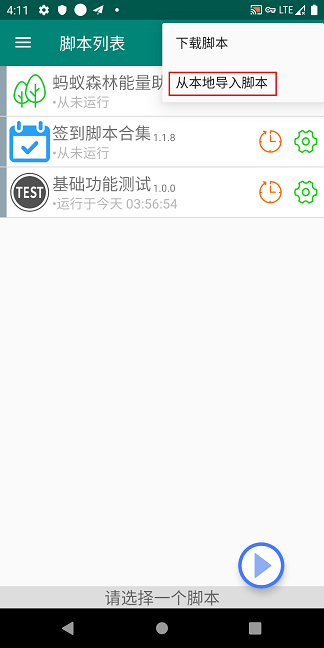 4:11
LTE
脚本列表
下载脚本
从本地导入脚本
蚂蚁森林能量助
•从未运行
签到脚本合集 1.1.8
•从未运行
TEST
基础功能测试 1.0.0
•运行于今天 03:56:54
请选择一个脚本